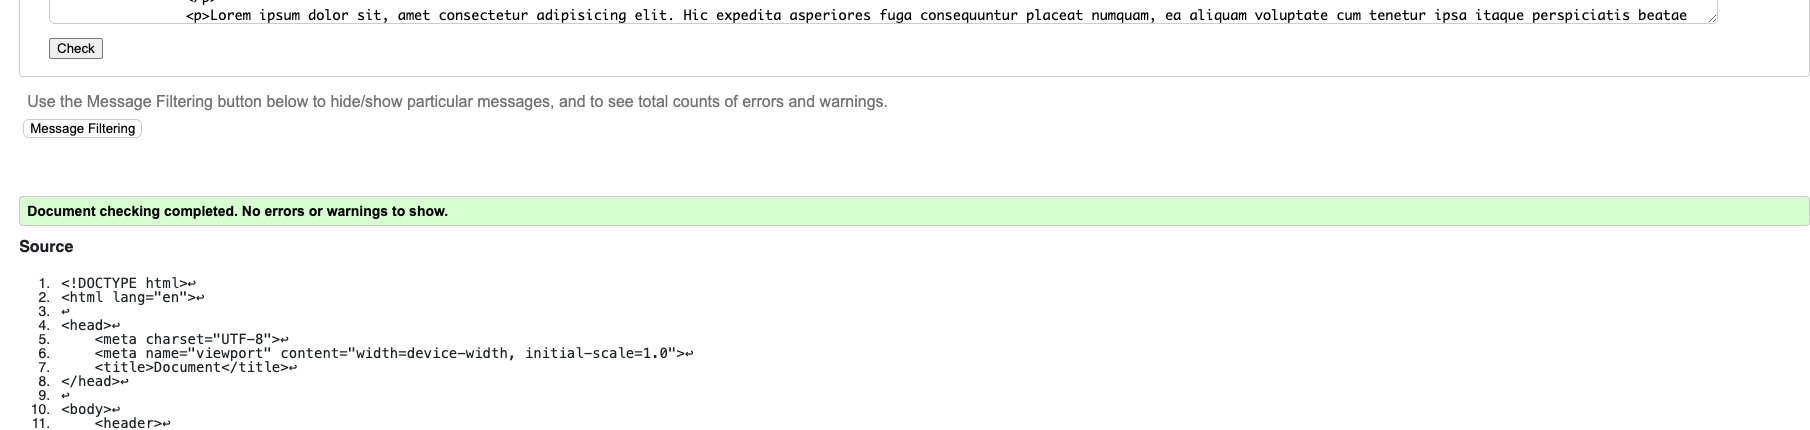 <p>Lorem ipsum dolor sit, amet consectetur adipisicing elit. Hic expedita asperiores fuga consequuntur placeat numquam, ea aliquam voluptate cum tenetur ipsa itaque perspiciatis beatae
Check
Use the Message Filtering button below to hide/show particular messages, and to see total counts of errors and warnings.
Message Filtering
Document checking completed. No errors or warnings to show.
Source
1. <!DOCTYPE html>↩
2. <html lang="en">↩
3. ↩
4. <head>↩
5.     <meta charset="UTF-8">↩
6.     <meta name="viewport" content="width=device-width, initial-scale=1.0">↩
7.     <title>Document</title>↩
8. </head>↩
9. ↩
10. <body>↩
11.     <header>↩